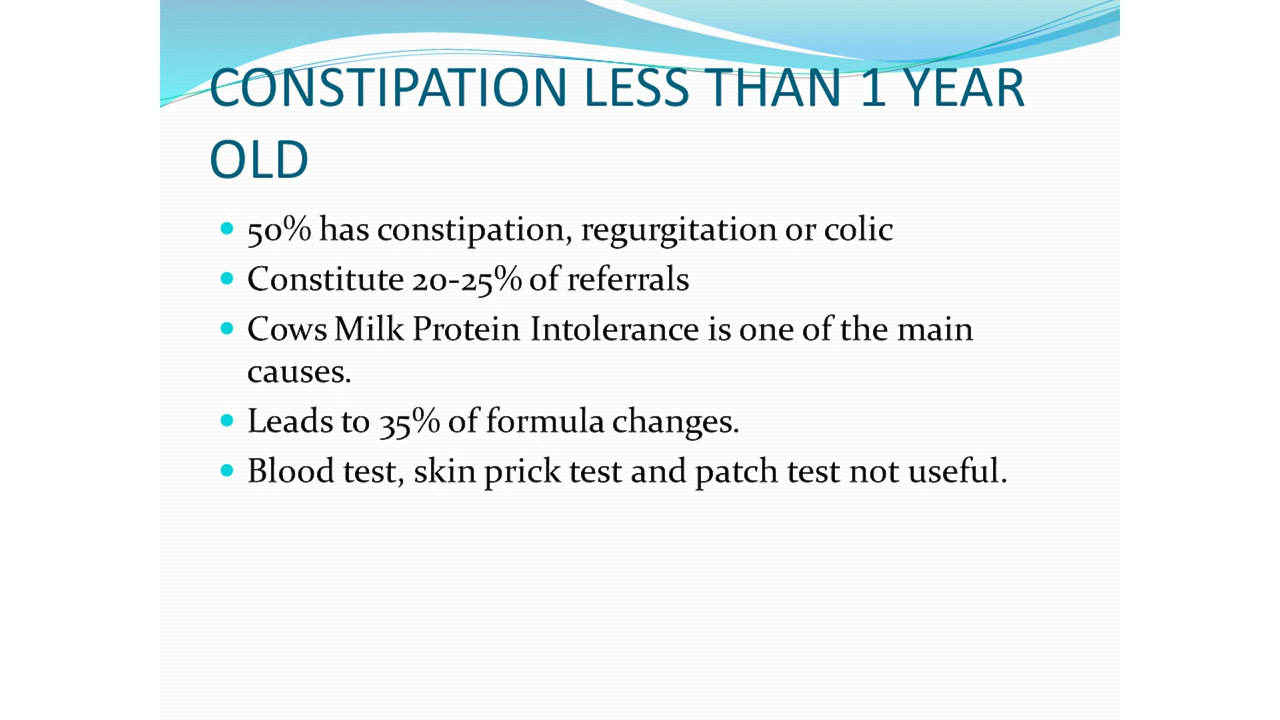 CONSTIPATION LESS THAN 1 YEAR
OLD
• 50% has constipation, regurgitation or colic
• Constitute 20-25% of referrals
• Cows Milk Protein Intolerance is one of the main
causes.
• Leads to 35% of formula changes.
• Blood test, skin prick test and patch test not useful.